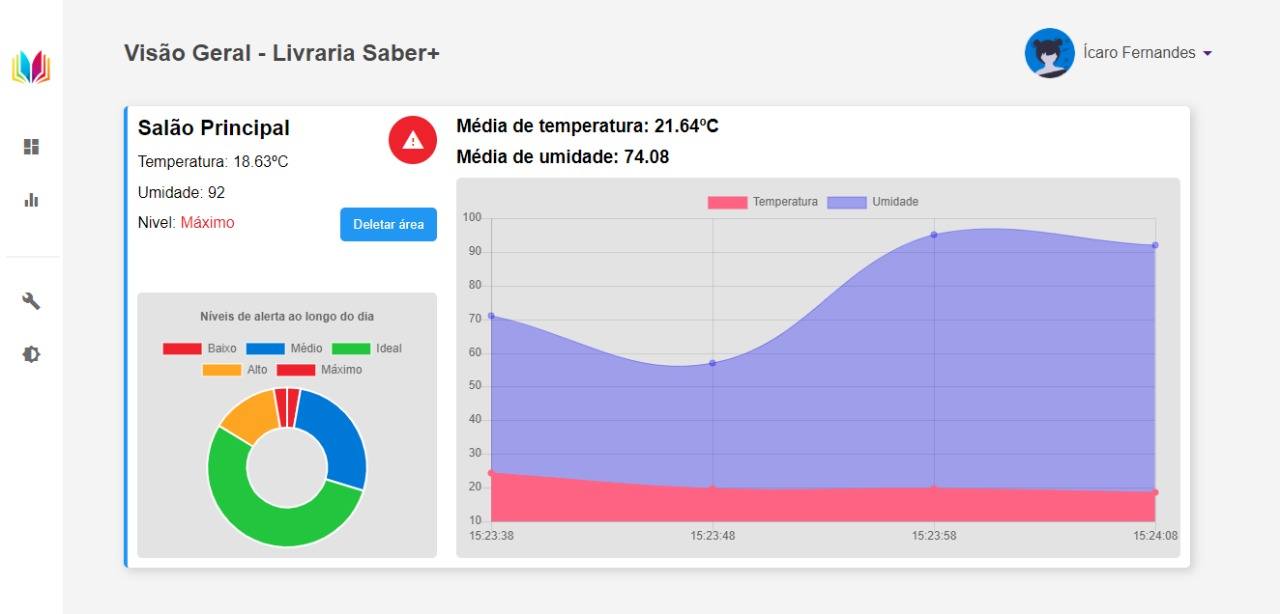 Visão Geral - Livraria Saber+
Ícaro Fernandes
Salão Principal
Temperatura: 18.63ºC
Umidade: 92
Nivel: Máximo
Deletar área
Níveis de alerta ao longo do dia
Baixo Médio Ideal
Alto Máximo
Média de temperatura: 21.64ºC
Média de umidade: 74.08
Temperatura Umidade
100
90
80
70
60
50
40
30
20
10
15:23:38 15:23:48 15:23:58 15:24:08